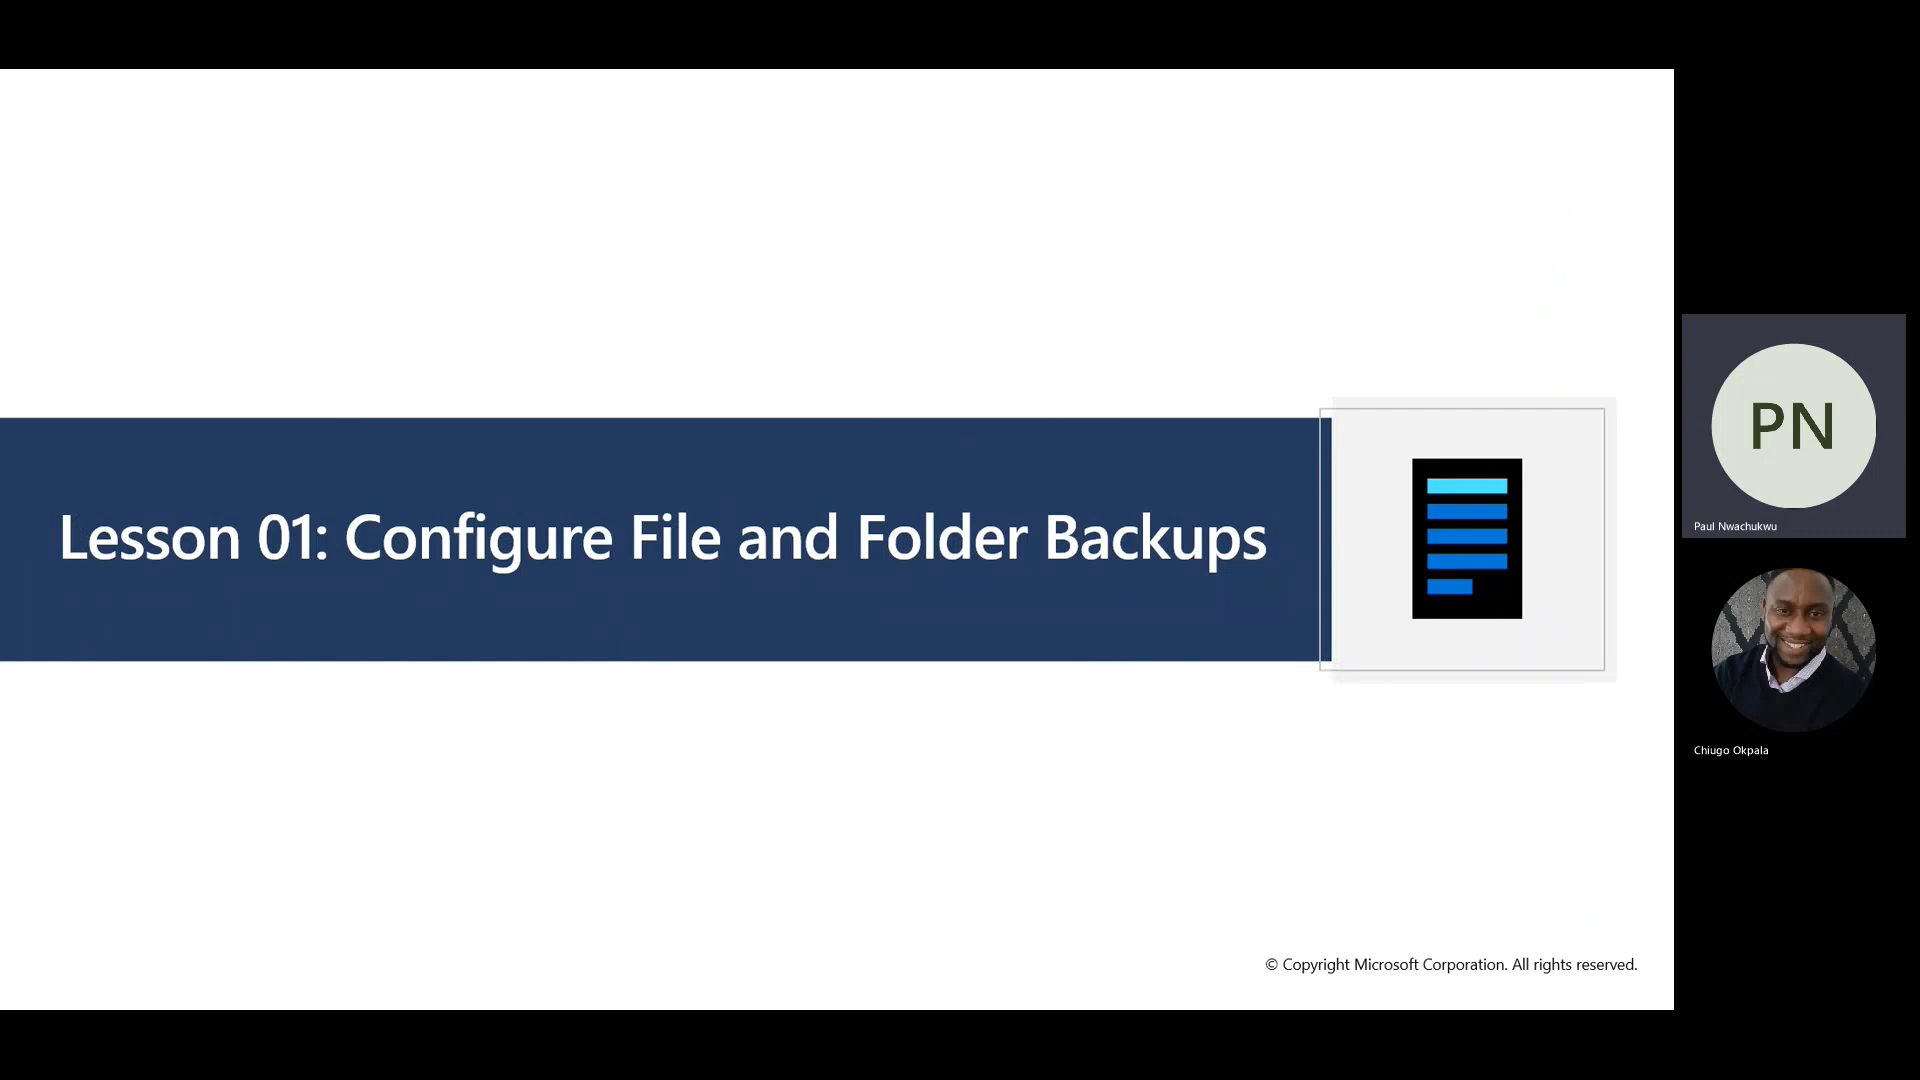 Lesson 01: Configure File and Folder Backups
PN
Paul Nwachukwu
Chiugo Okpala
© Copyright Microsoft Corporation. All rights reserved.